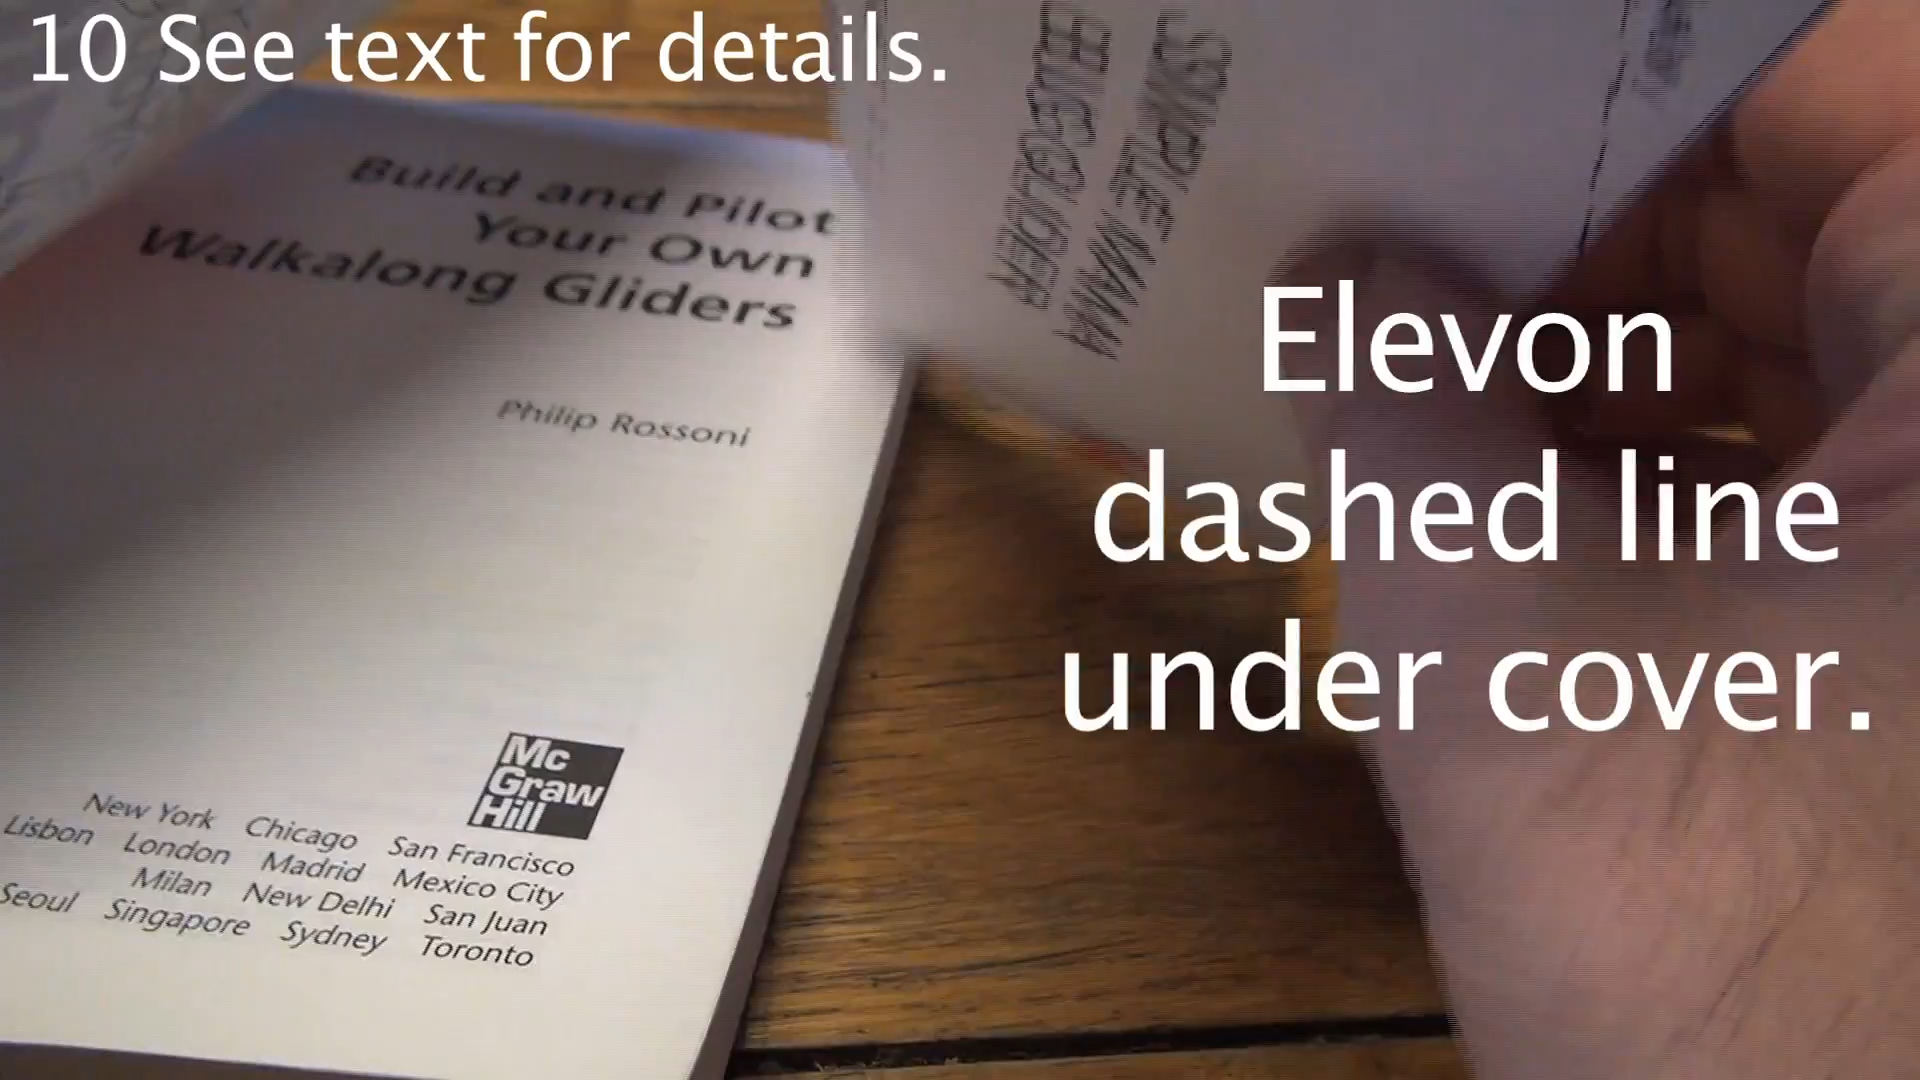 10 See text for details.
Build and Pilot
Your Own
Walkalong Gliders
Philip Rossoni
Mc
Graw
Hill
New York Chicago San Francisco
Lisbon London Madrid Mexico City
Milan New Delhi San Juan
Seoul Singapore Sydney Toronto
Elevon
dashed line
under cover.